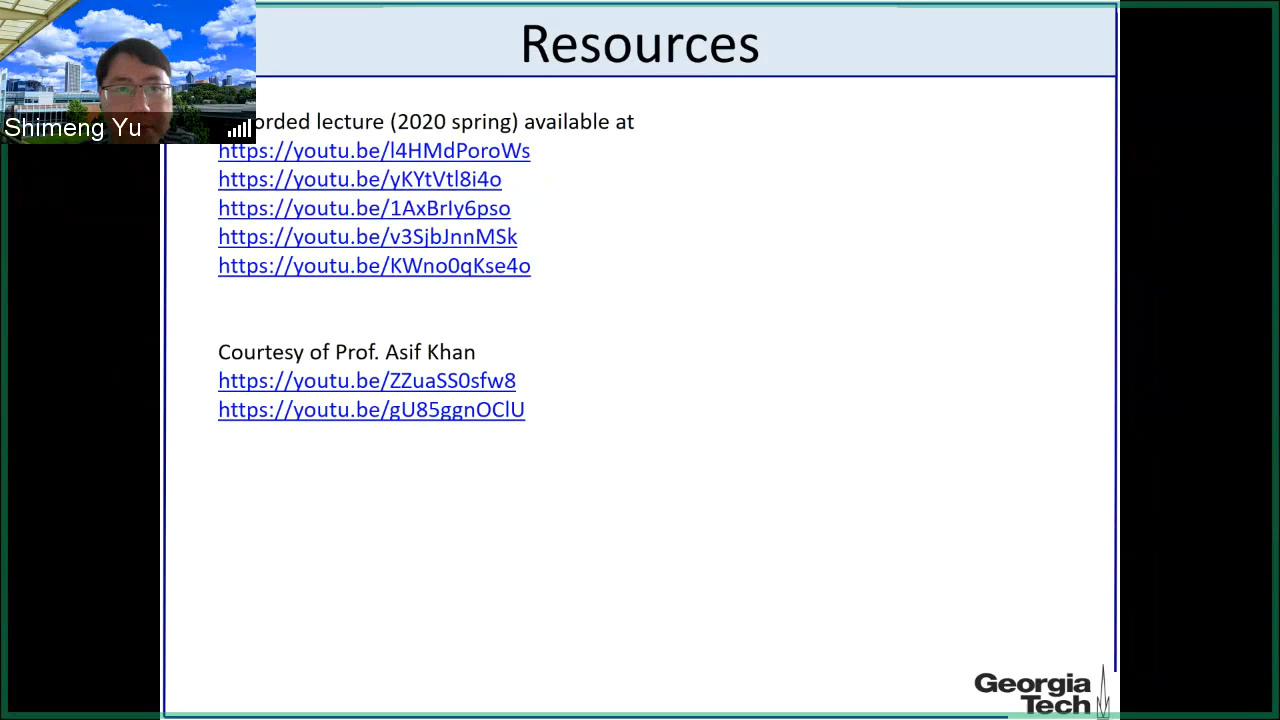 Resources
Shimeng Yu
orded lecture (2020 spring) available at
https://youtu.be/l4HMdPoroWs
https://youtu.be/yKYtVtl8i4o
https://youtu.be/1AxBrIy6pso
https://youtu.be/v3SjbJnnMSk
https://youtu.be/KWno0qKse4o
Courtesy of Prof. Asif Khan
https://youtu.be/ZZuaSS0sfw8
https://youtu.be/gU85ggnOClU
Georgia
Tech